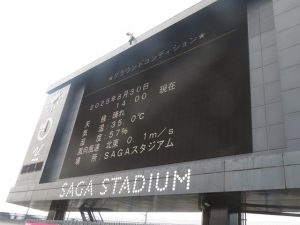 ★グラウンドコンディション★
2025年8月30日
14:00 現在
天　候：晴れ
気　温：35.0℃
湿　度：57%
風向風速：北東 0.1m/s
場　所：SAGAスタジアム
SAGA STADIUM